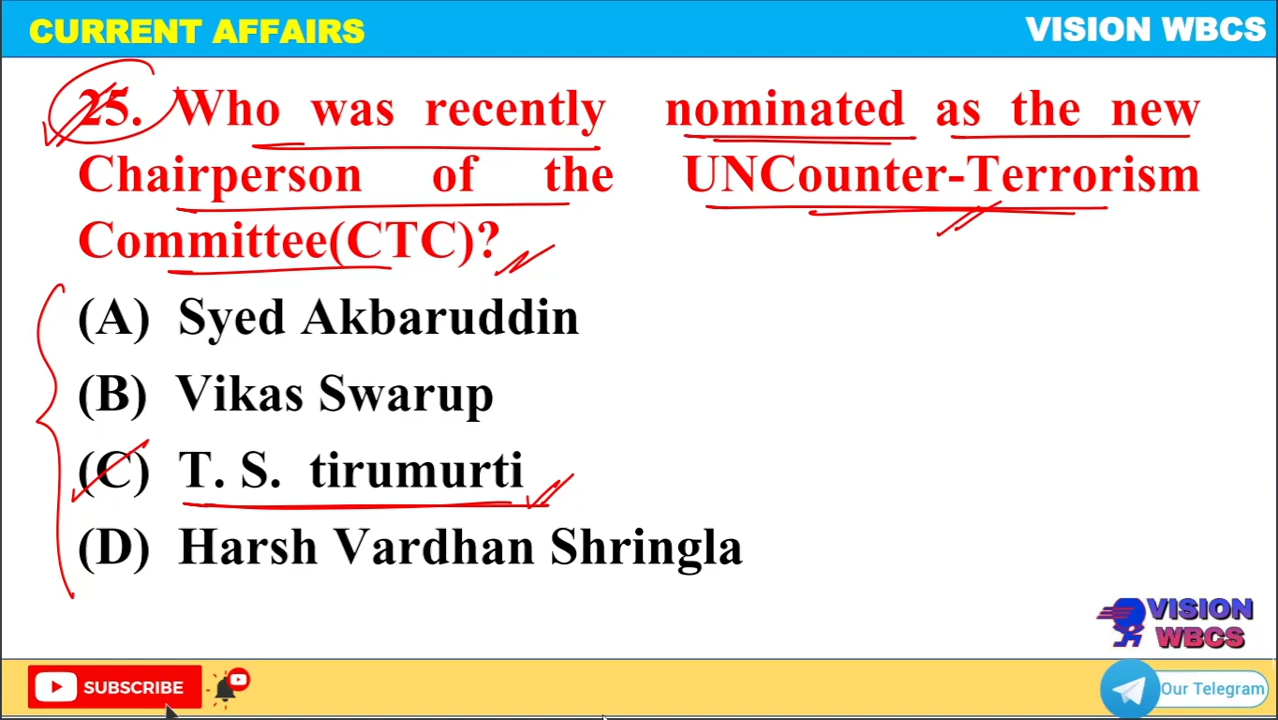 CURRENT AFFAIRS
VISION WBCS
25. Who was recently nominated as the new
Chairperson of the UNCounter-Terrorism
Committee(CTC)?
(A) Syed Akbaruddin
(B) Vikas Swarup
(C) T. S. tirumurti
(D) Harsh Vardhan Shringla
VISION
WBCS
SUBSCRIBE
Our Telegram